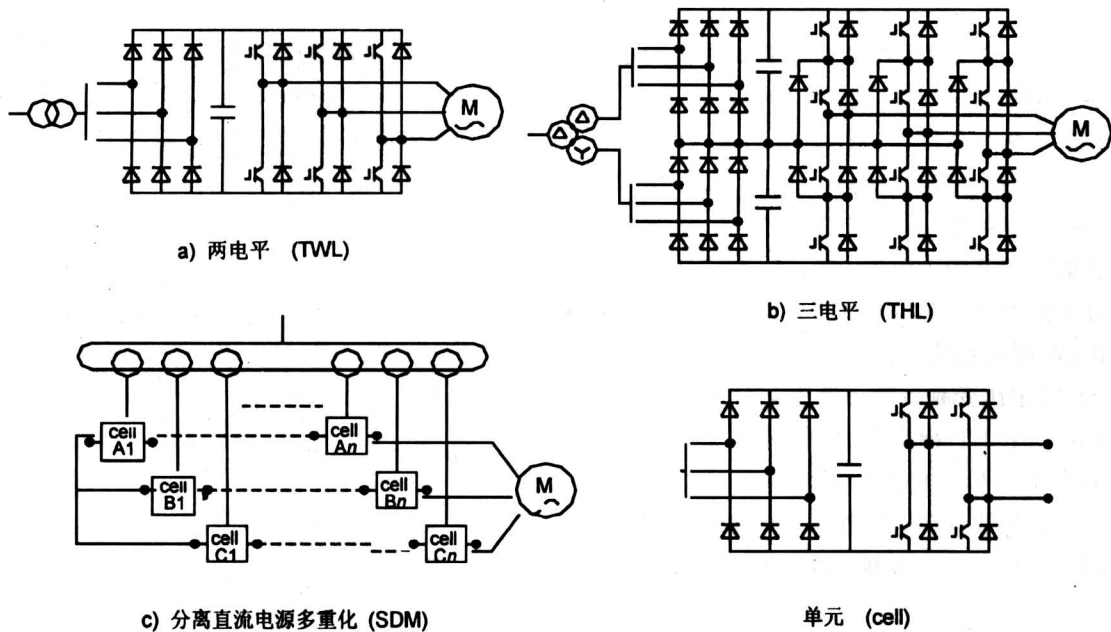 M
a) 两电平 (TWL)
Δ
Δ
Y
M
b) 三电平 (THL)
cell
A1
cell
An
cell
B1
cell
Bn
cell
C1
cell
Cn
M
c) 分离直流电源多重化 (SDM)
单元 (cell)